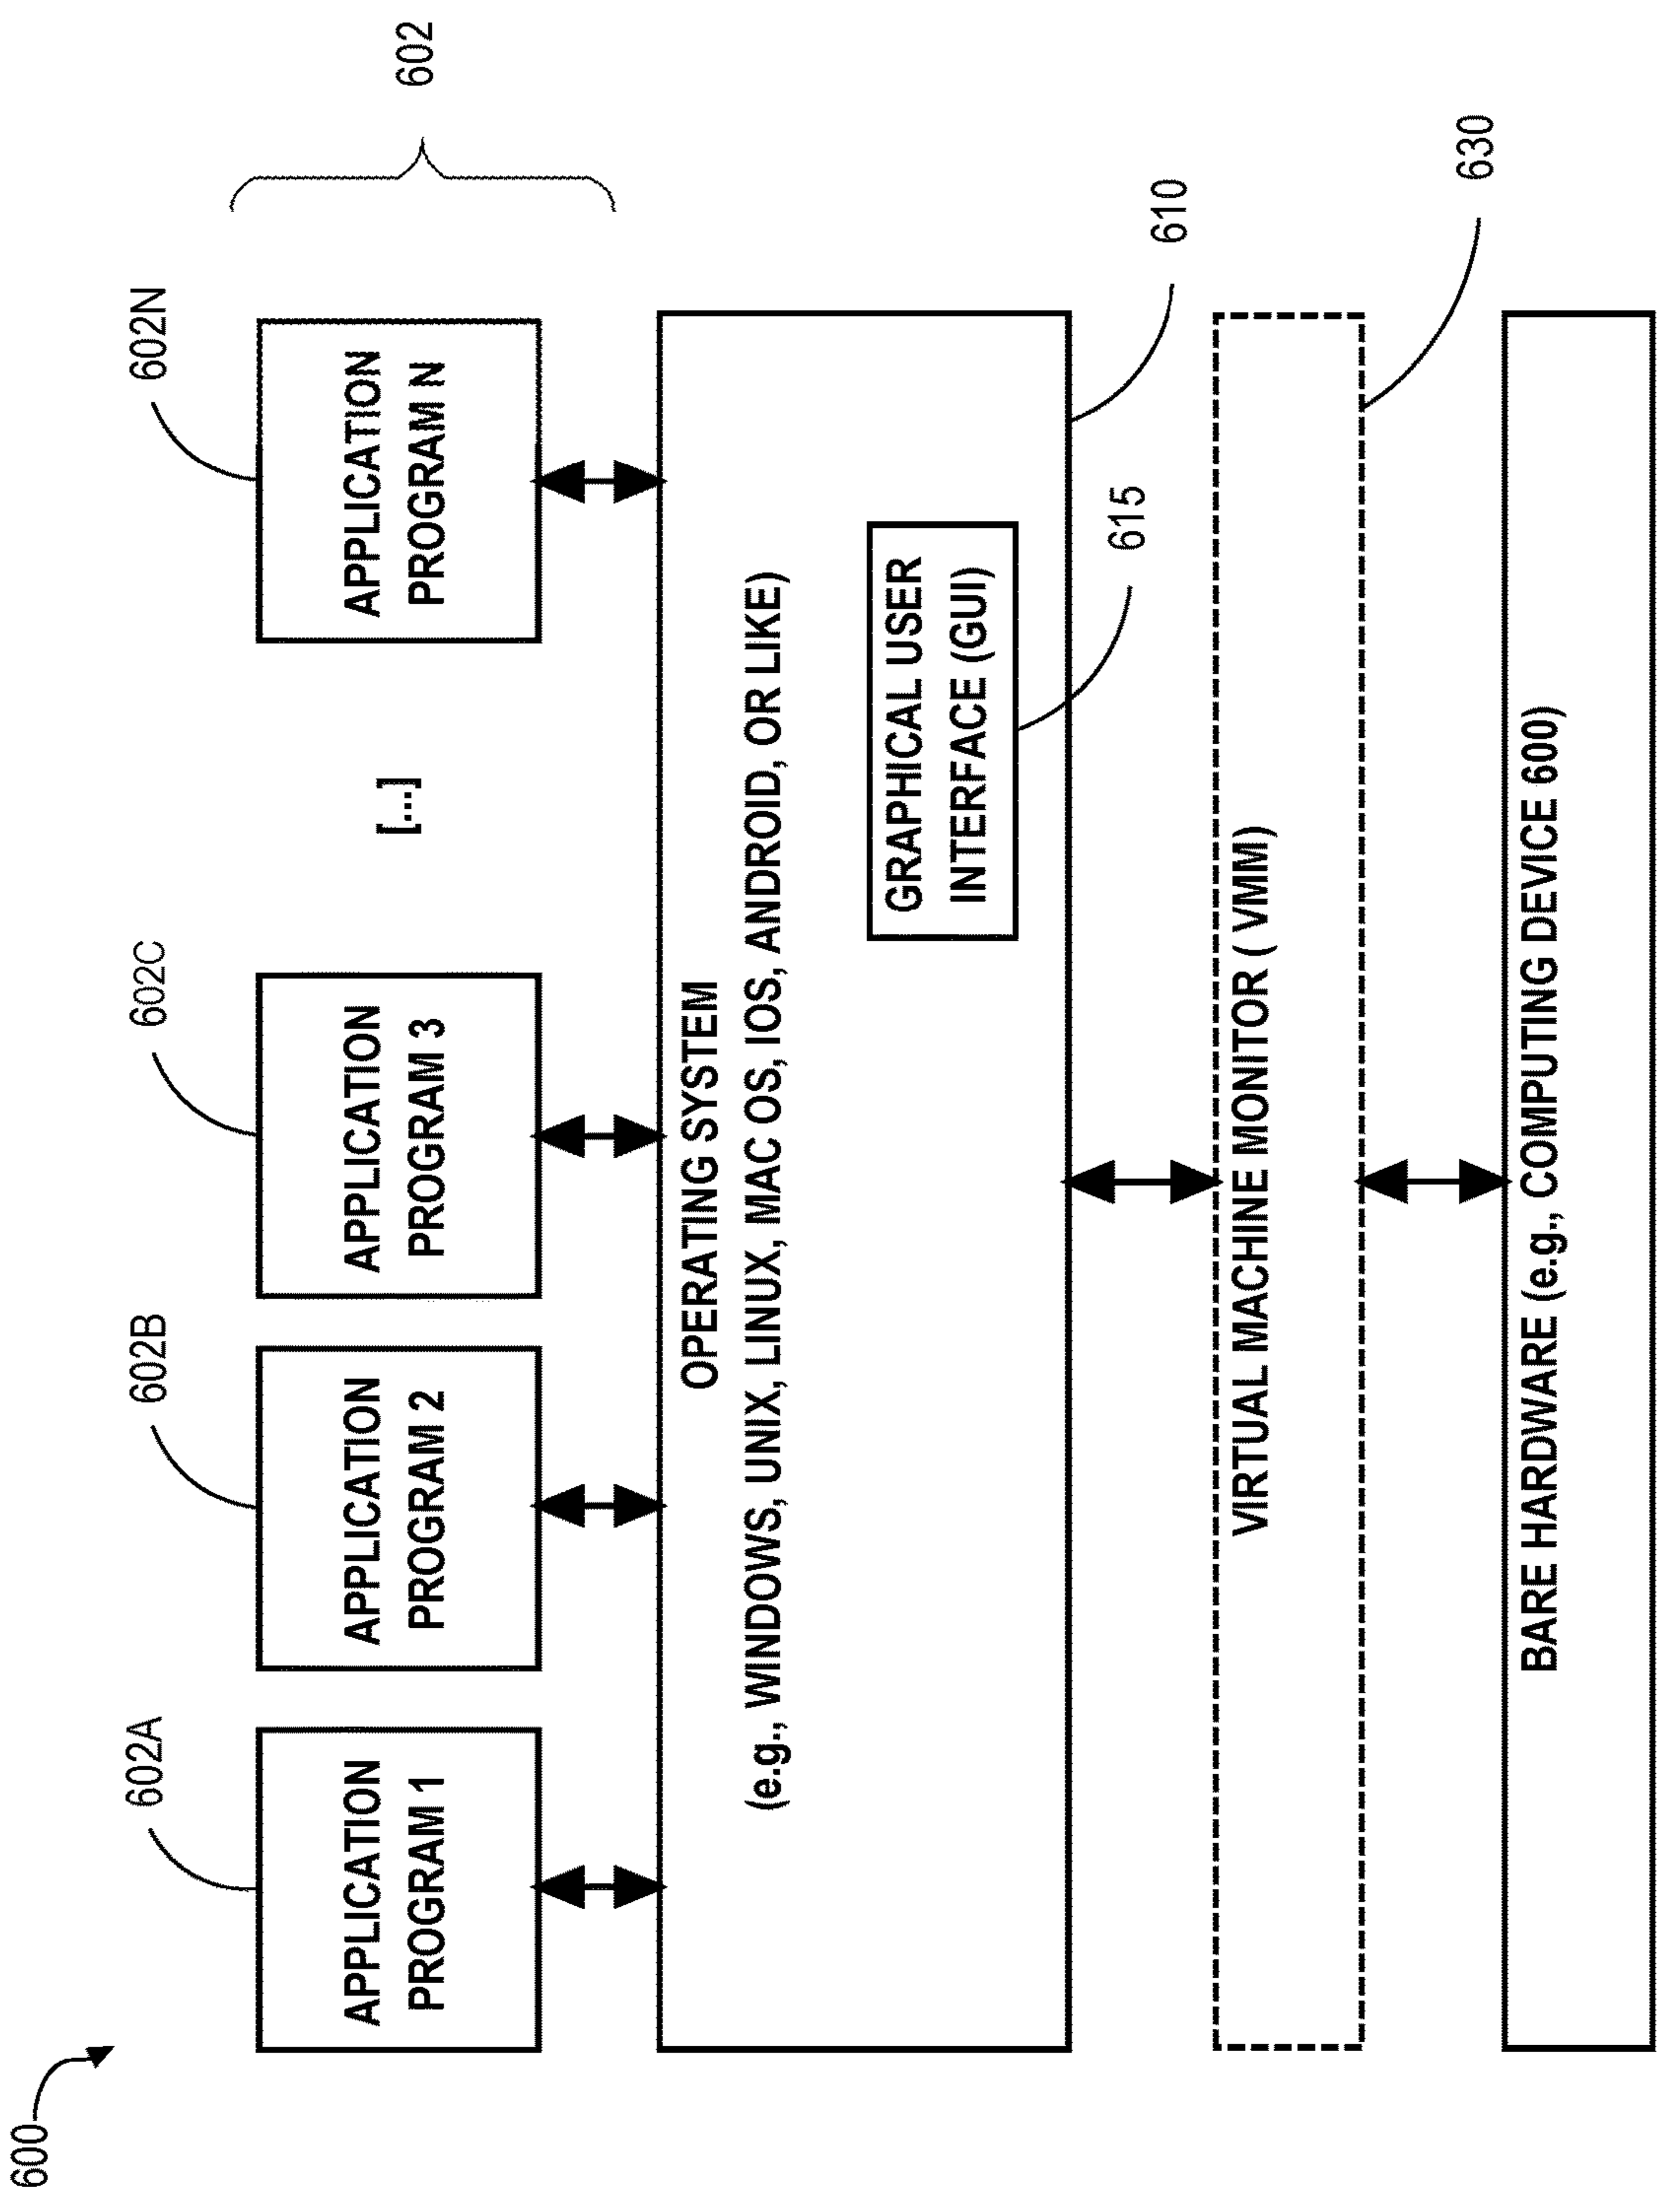 600
602A
602B
602C
602N
602
APPLICATION
PROGRAM 1
APPLICATION
PROGRAM 2
APPLICATION
PROGRAM 3
[...]
APPLICATION
PROGRAM N
OPERATING SYSTEM
(e.g., WINDOWS, UNIX, LINUX, MAC OS, IOS, ANDROID, OR LIKE)
GRAPHICAL USER
INTERFACE (GUI)
610
615
VIRTUAL MACHINE MONITOR ( VMM)
630
BARE HARDWARE (e.g., COMPUTING DEVICE 600)